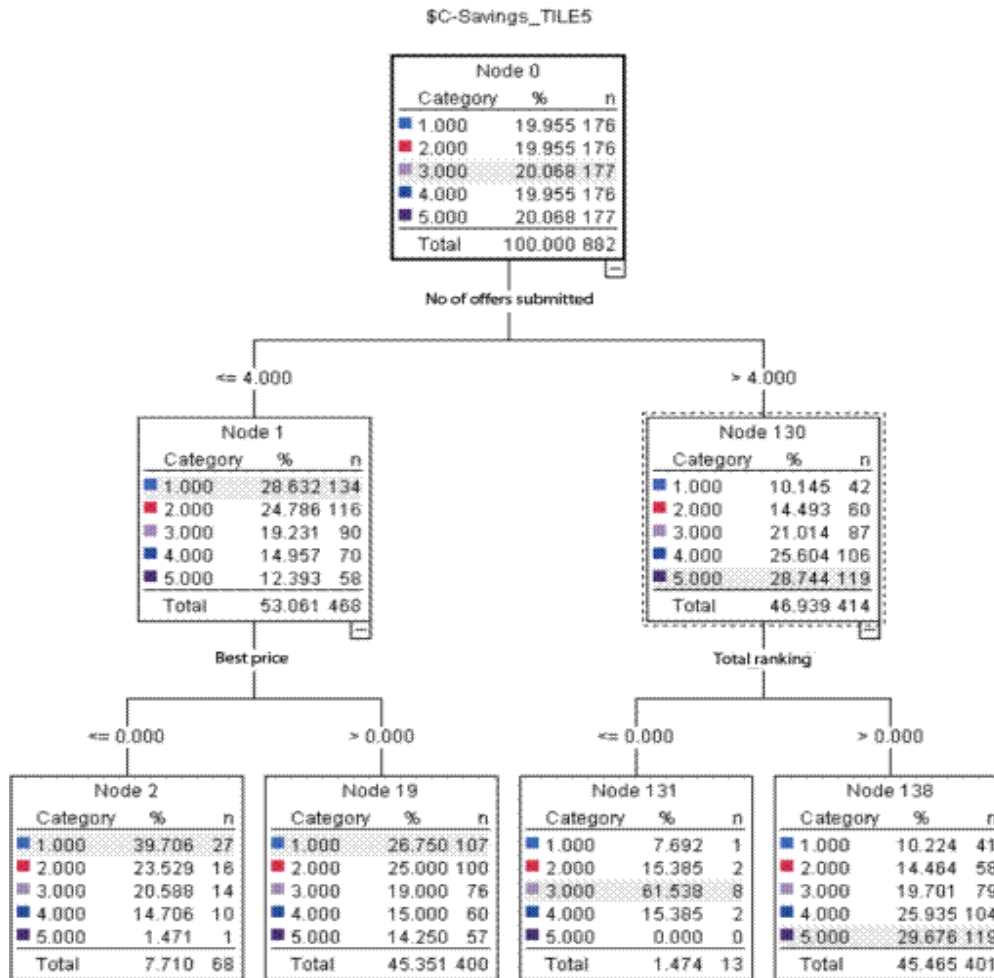 $C-Savings_TILE5
Node 0
Category % n
1.000 19.955 176
2.000 19.955 176
3.000 20.068 177
4.000 19.955 176
5.000 20.068 177
Total 100.000 882
No of offers submitted
<= 4.000 > 4.000
Node 1
Category % n
1.000 28.632 134
2.000 24.786 116
3.000 19.231 90
4.000 14.957 70
5.000 12.393 58
Total 53.061 468
Node 130
Category % n
1.000 10.145 42
2.000 14.493 60
3.000 21.014 87
4.000 25.604 106
5.000 28.744 119
Total 46.939 414
Best price
Total ranking
<= 0.000 > 0.000
<= 0.000 > 0.000
Node 2
Category % n
1.000 39.706 27
2.000 23.529 16
3.000 20.588 14
4.000 14.706 10
5.000 1.471 1
Total 7.710 68
Node 19
Category % n
1.000 26.750 107
2.000 25.000 100
3.000 19.000 76
4.000 15.000 60
5.000 14.250 57
Total 45.351 400
Node 131
Category % n
1.000 7.692 1
2.000 15.385 2
3.000 61.538 8
4.000 15.385 2
5.000 0.000 0
Total 1.474 13
Node 138
Category % n
1.000 10.224 41
2.000 14.464 58
3.000 19.701 79
4.000 25.935 104
5.000 29.676 119
Total 45.465 401